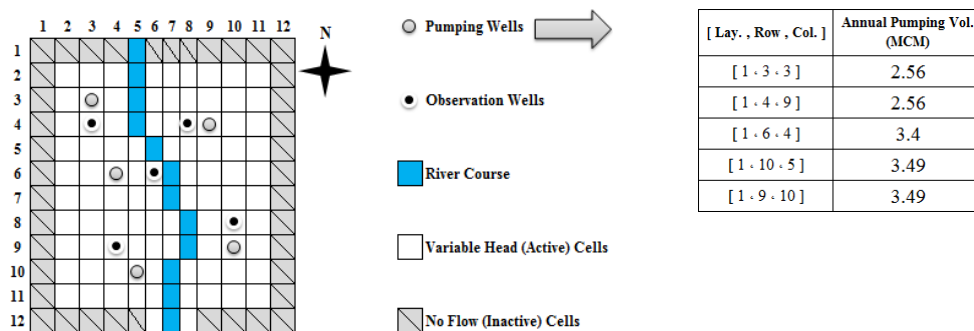 1 2 3 4 5 6 7 8 9 10 11 12
1
2
3
4
5
6
7
8
9
10
11
12
N
Pumping Wells
Observation Wells
River Course
Variable Head (Active) Cells
No Flow (Inactive) Cells
[ Lay. , Row , Col. ] Annual Pumping Vol.
(MCM)
[ 1 ، 3 ، 3 ] 2.56
[ 1 ، 4 ، 9 ] 2.56
[ 1 ، 6 ، 4 ] 3.4
[ 1 ، 10 ، 5 ] 3.49
[ 1 ، 9 ، 10 ] 3.49